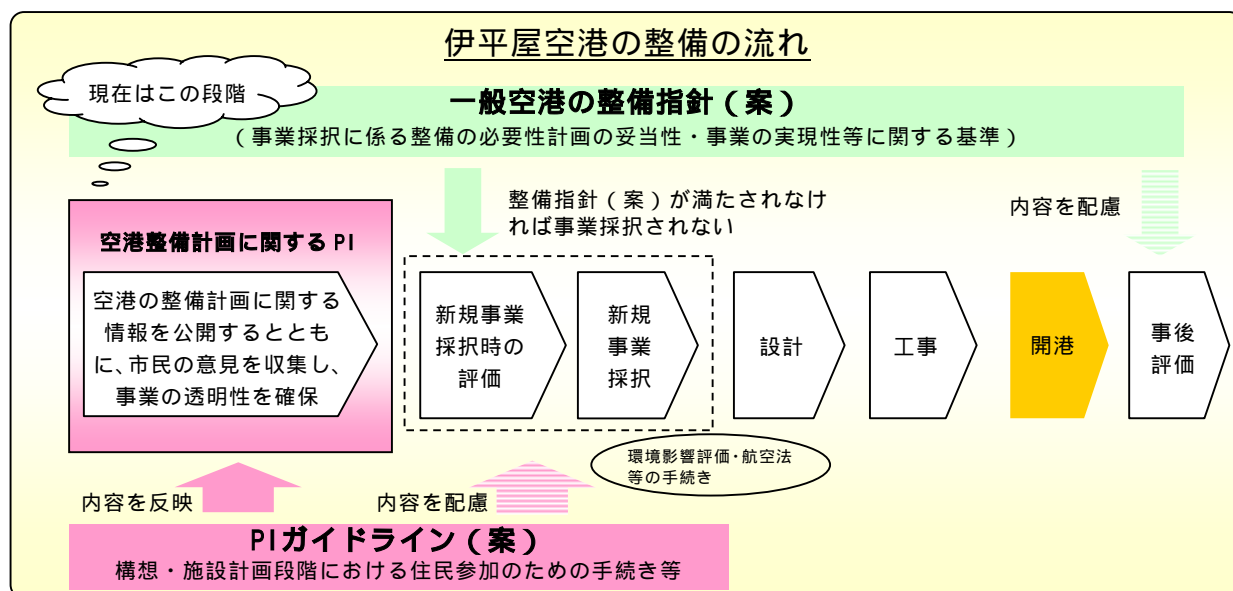 伊平屋空港の整備の流れ
現在はこの段階
一般空港の整備指針（案）
（事業採択に係る整備の必要性計画の妥当性・事業の実現性等に関する基準）
整備指針（案）が満たされなけ
れば事業採択されない
内容を配慮
空港整備計画に関するPI
空港の整備計画に関する
情報を公開するととも
に、市民の意見を収集し、
事業の透明性を確保
新規事業
採択時の
評価
新規
事業
採択
設計
工事
開港
事後
評価
環境影響評価・航空法
等の手続き
内容を反映
内容を配慮
PIガイドライン（案）
構想・施設計画段階における住民参加のための手続き等